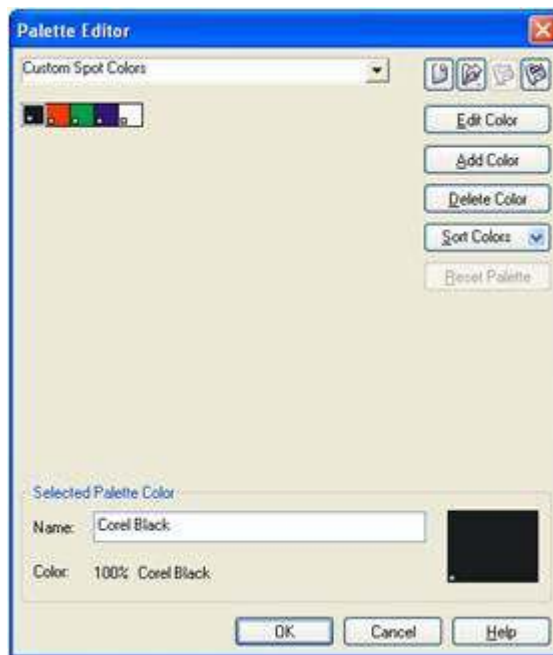 Palette Editor
Custom Spot Colors
Edit Color
Add Color
Delete Color
Sort Colors
Reset Palette
Selected Palette Color
Name: Corel Black
Color: 100% Corel Black
OK Cancel Help